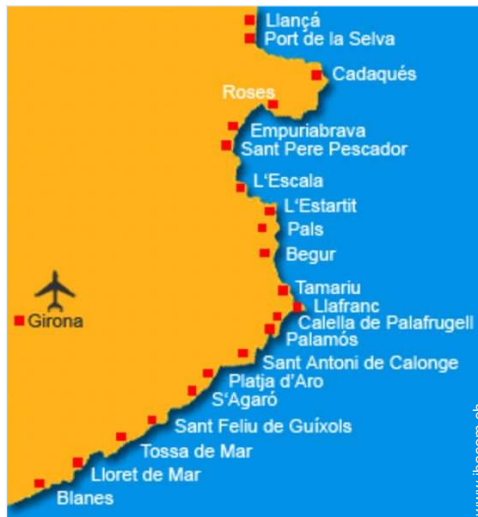 Llançá
Port de la Selva
Cadaqués
Roses
Empuriabrava
Sant Pere Pescador
L'Escala
L'Estartit
Pals
Begur
Tamariu
Llafranc
Girona
Calella de Palafrugell
Palamós
Sant Antoni de Calonge
Platja d'Aro
S'Agaró
Sant Feliu de Guíxols
Tossa de Mar
Lloret de Mar
Blanes